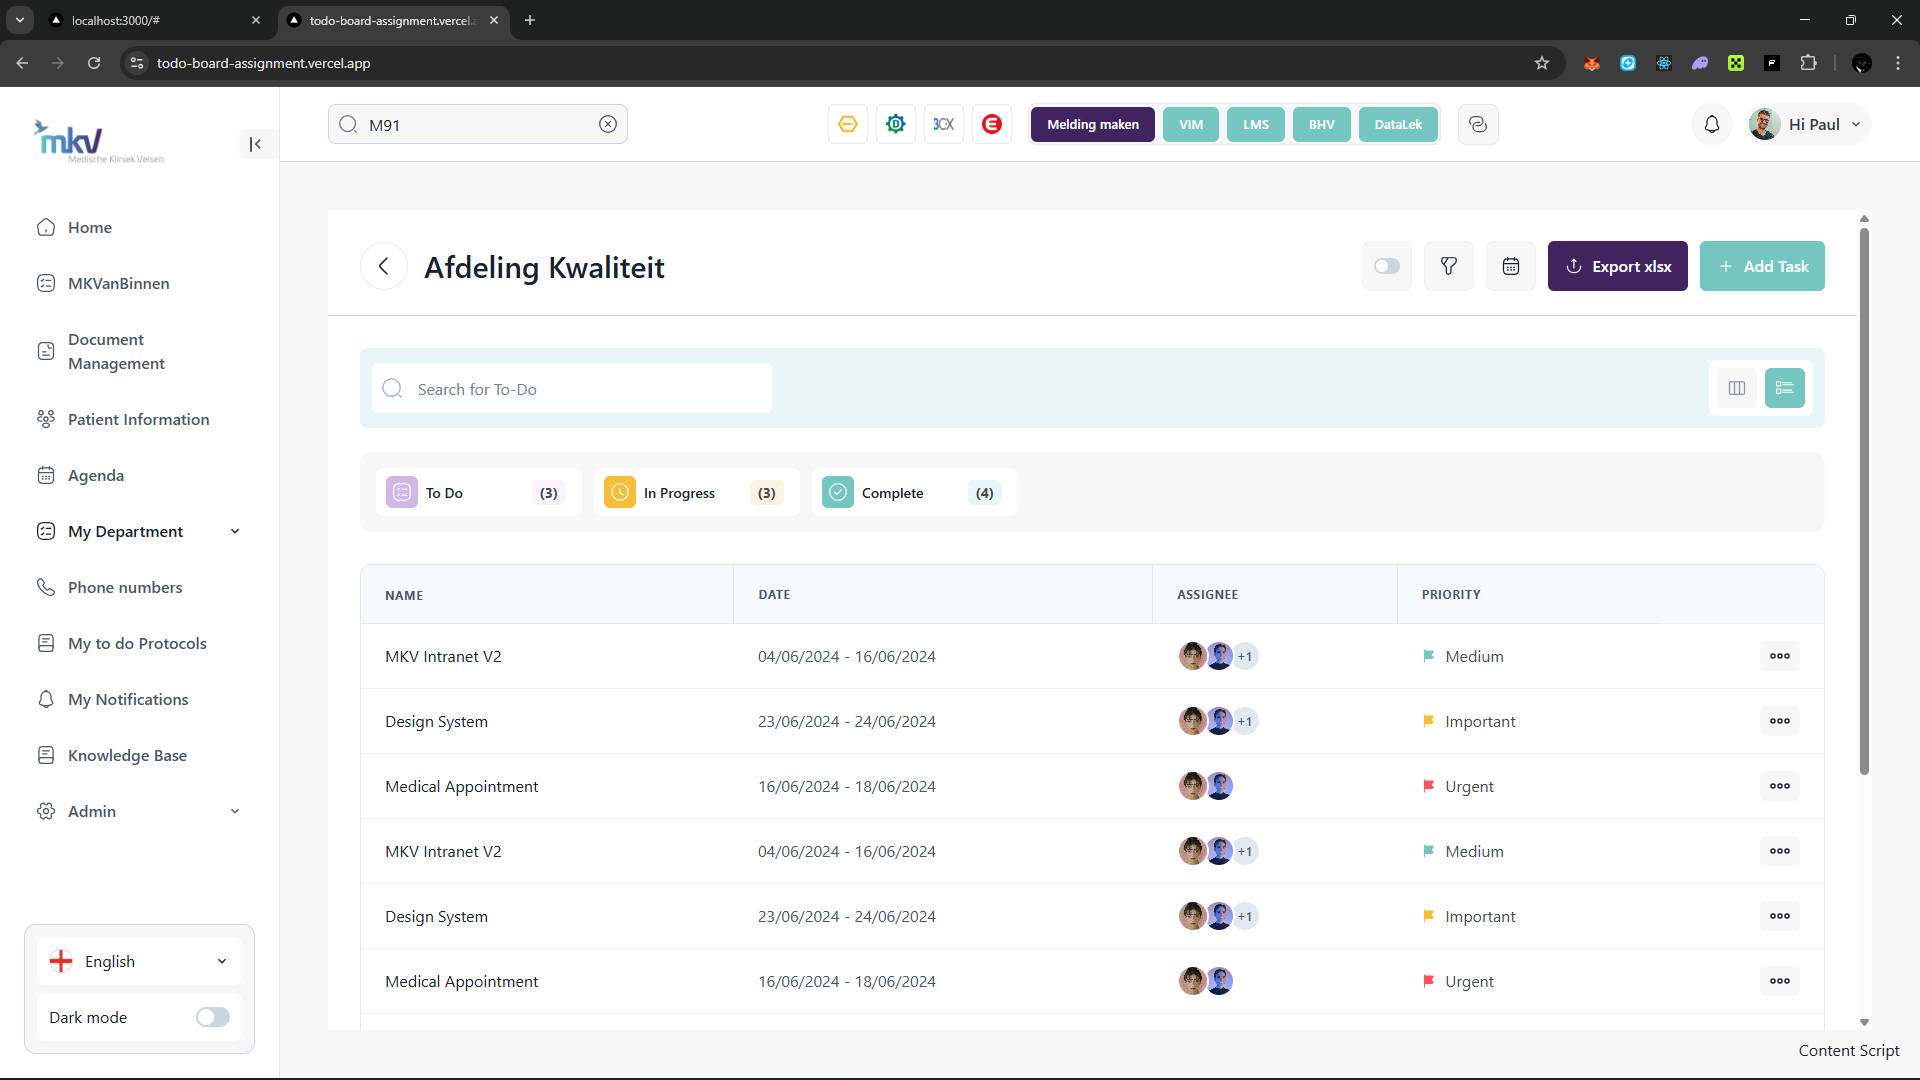 localhost:3000/#
todo-board-assignment.vercel.a
todo-board-assignment.vercel.app
mkv
Medische Kliniek Velsen
M91
3CX
Melding maken
VIM
LMS
BHV
DataLek
Hi Paul
Home
MKVanBinnen
Document
Management
Patient Information
Agenda
My Department
Phone numbers
My to do Protocols
My Notifications
Knowledge Base
Admin
English
Dark mode
Afdeling Kwaliteit
Export xlsx
Add Task
Search for To-Do
To Do (3)
In Progress (3)
Complete (4)
NAME DATE ASSIGNEE PRIORITY
MKV Intranet V2 04/06/2024 - 16/06/2024 +1 Medium
Design System 23/06/2024 - 24/06/2024 +1 Important
Medical Appointment 16/06/2024 - 18/06/2024 Urgent
MKV Intranet V2 04/06/2024 - 16/06/2024 +1 Medium
Design System 23/06/2024 - 24/06/2024 +1 Important
Medical Appointment 16/06/2024 - 18/06/2024 Urgent
Content Script